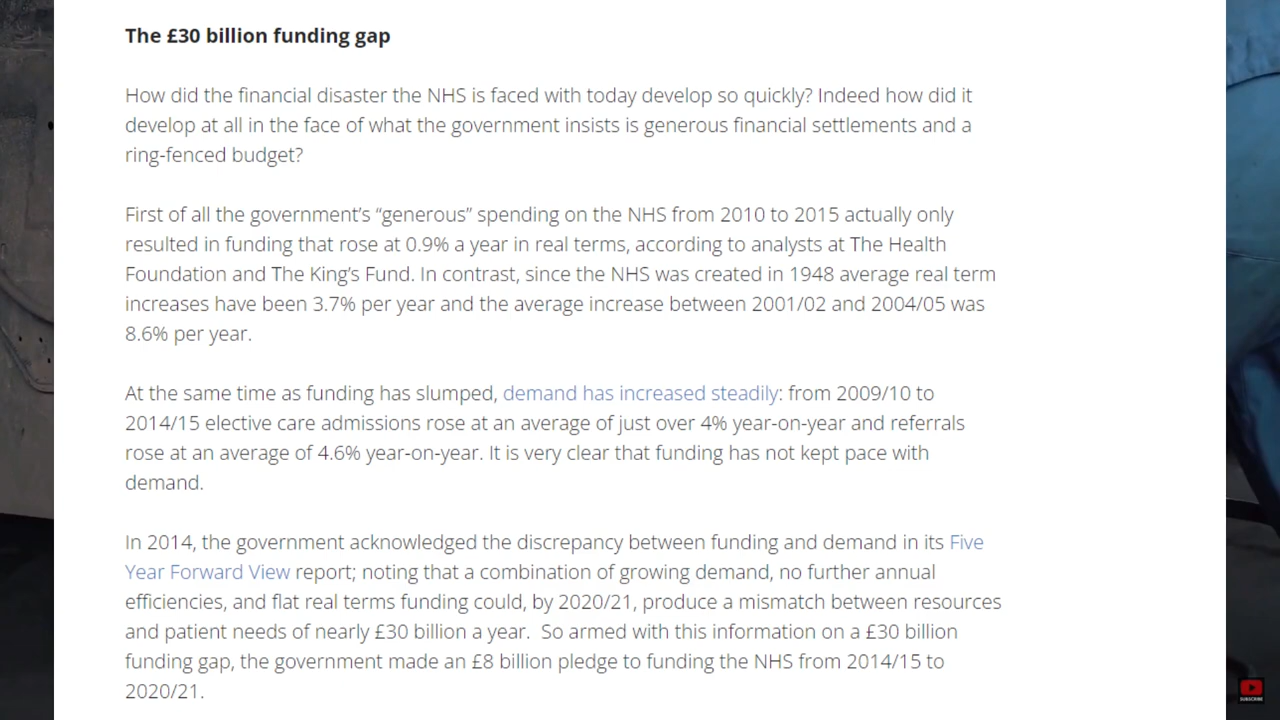 The £30 billion funding gap
How did the financial disaster the NHS is faced with today develop so quickly? Indeed how did it
develop at all in the face of what the government insists is generous financial settlements and a
ring-fenced budget?
First of all the government’s “generous” spending on the NHS from 2010 to 2015 actually only
resulted in funding that rose at 0.9% a year in real terms, according to analysts at The Health
Foundation and The King’s Fund. In contrast, since the NHS was created in 1948 average real term
increases have been 3.7% per year and the average increase between 2001/02 and 2004/05 was
8.6% per year.
At the same time as funding has slumped, demand has increased steadily: from 2009/10 to
2014/15 elective care admissions rose at an average of just over 4% year-on-year and referrals
rose at an average of 4.6% year-on-year. It is very clear that funding has not kept pace with
demand.
In 2014, the government acknowledged the discrepancy between funding and demand in its Five
Year Forward View report; noting that a combination of growing demand, no further annual
efficiencies, and flat real terms funding could, by 2020/21, produce a mismatch between resources
and patient needs of nearly £30 billion a year.  So armed with this information on a £30 billion
funding gap, the government made an £8 billion pledge to funding the NHS from 2014/15 to
2020/21.
SUBSCRIBE